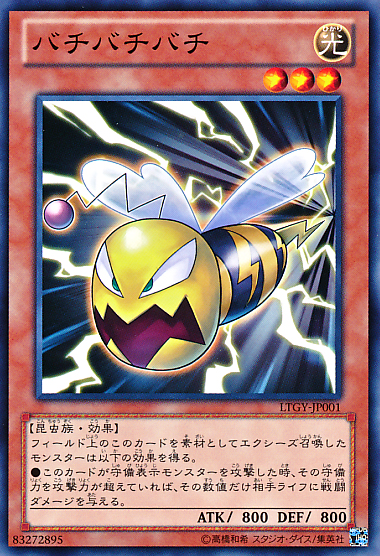 バチバチバチ
ひかり
光
LTGY-JP001
【昆虫族・効果】
フィールド上のこのカードを素材としてエクシーズ召喚した
モンスターは以下の効果を得る。
●このカードが守備表示モンスターを攻撃した時、その守備
力を攻撃力が超えていれば、その数値だけ相手ライフに戦闘
ダメージを与える。
ATK/ 800 DEF/ 800
83272895
©高橋和希 スタジオ・ダイス/集英社